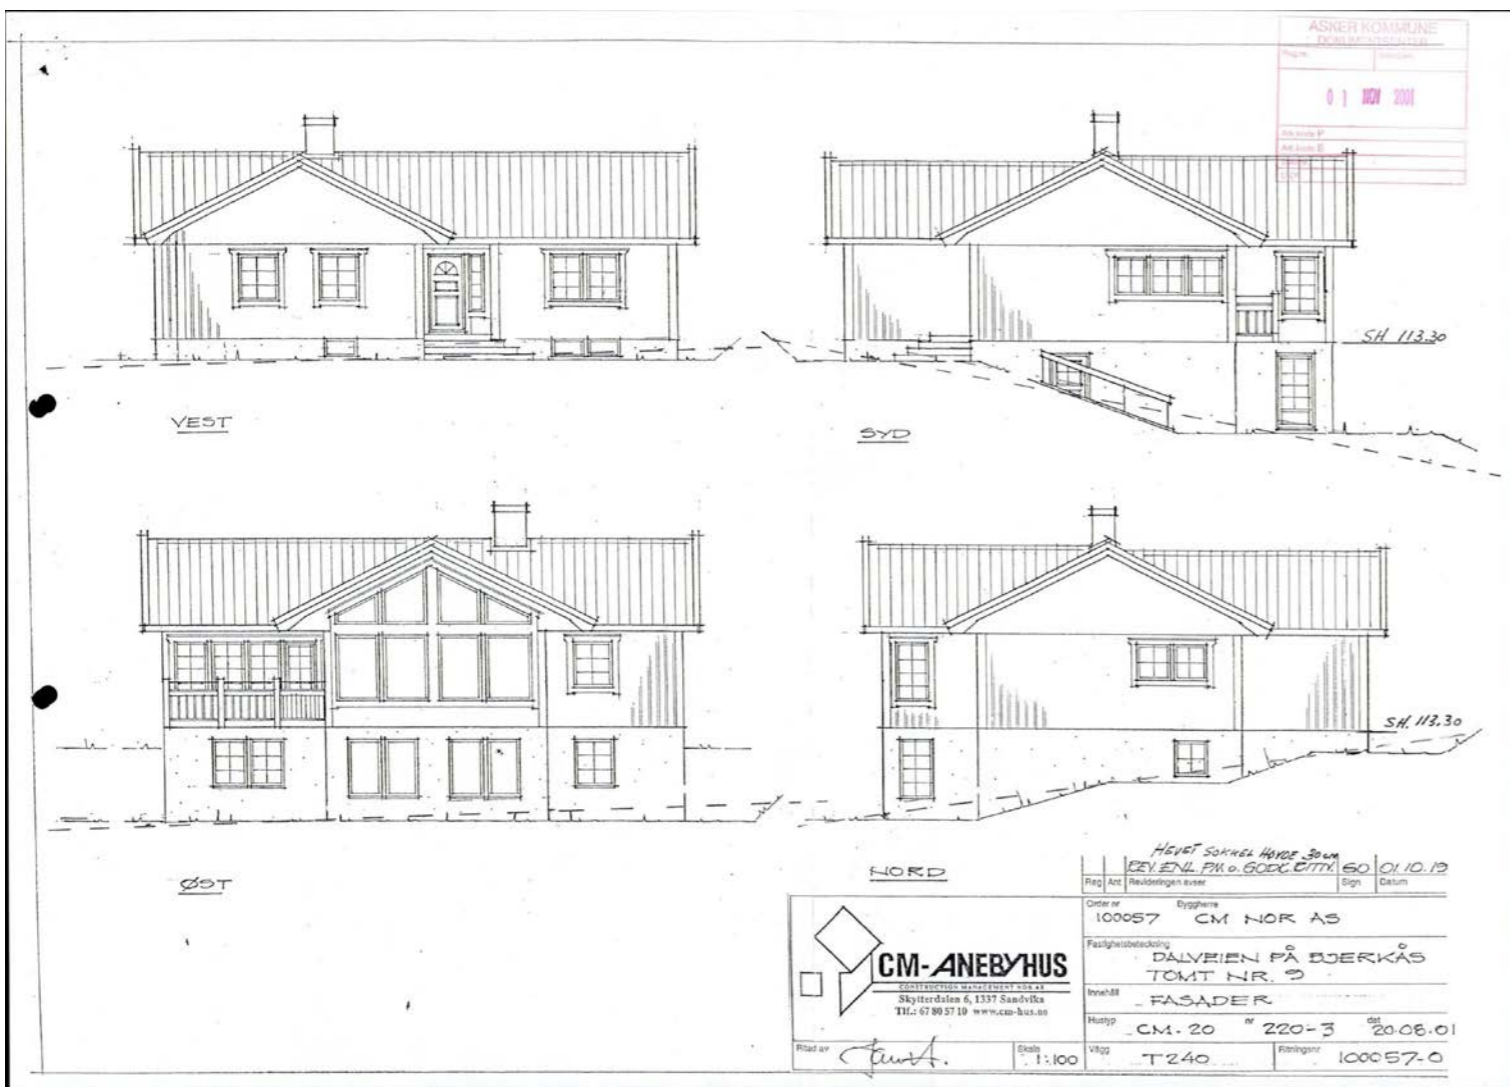 ASKER KOMMUNE
DOKUMENTSENTER
01 NOV 2001
VEST
SYD
SH 113.30
ØST
NORD
SH. 113.30
HEVET SOKKEL HØYDE 30 cm
REV. ENL. PM o. GODK. RITN. GO 01.10.19
Reg Ant Revideringen avser Sign Datum
CM-ANEBYHUS
CONSTRUCTION MANAGEMENT NOR AS
Skytterdalen 6, 1337 Sandvika
Tlf.: 67 80 57 10 www.cm-hus.no
Order nr Byggherre
100057 CM NOR AS
Fastighetsbeteckning
DALVEIEN PÅ BJERKÅS
TOMT NR. 9
Innehåll
FASADER
Hustyp CM-20 nr 220-3 dat 20.08.01
Ritad av Skala 1:100 Vägg T240 Ritningsnr 100057-0